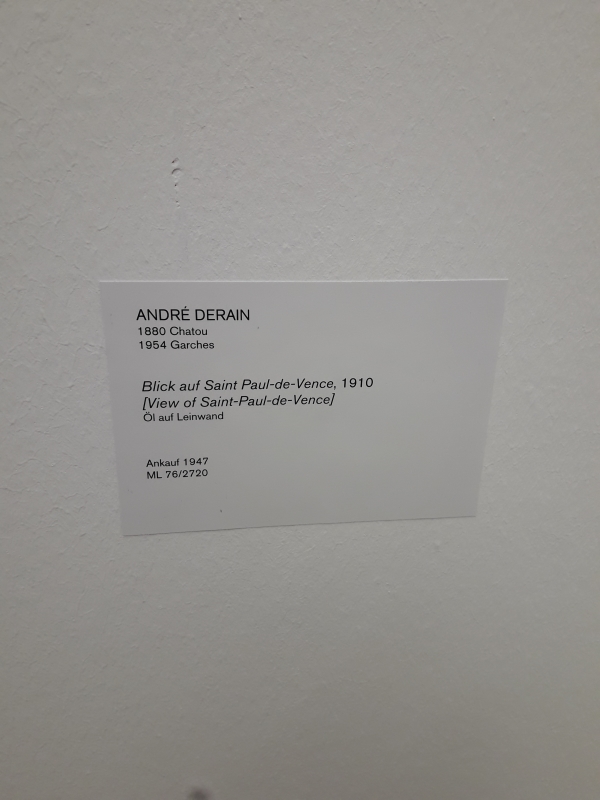 ANDRÉ DERAIN
1880 Chatou
1954 Garches
Blick auf Saint Paul-de-Vence, 1910
[View of Saint-Paul-de-Vence]
Öl auf Leinwand
Ankauf 1947
ML 76/2720